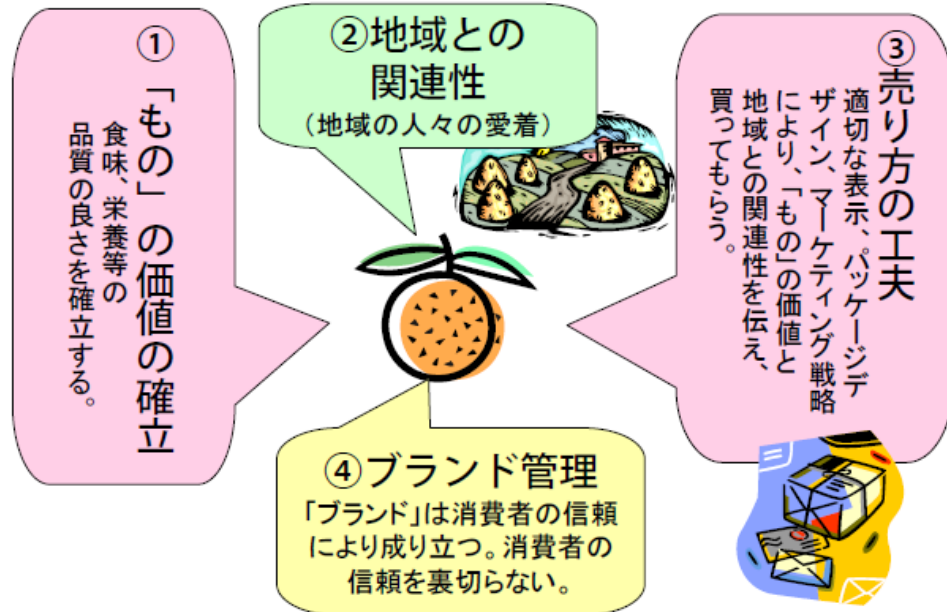 ①
「もの」の価値の確立
食味、栄養等の
品質の良さを確立する。
②地域との
関連性
（地域の人々の愛着）
③売り方の工夫
適切な表示、パッケージデ
ザイン、マーケティング戦略
により、「もの」の価値と
地域との関連性を伝え、
買ってもらう。
④ブランド管理
「ブランド」は消費者の信頼
により成り立つ。消費者の
信頼を裏切らない。